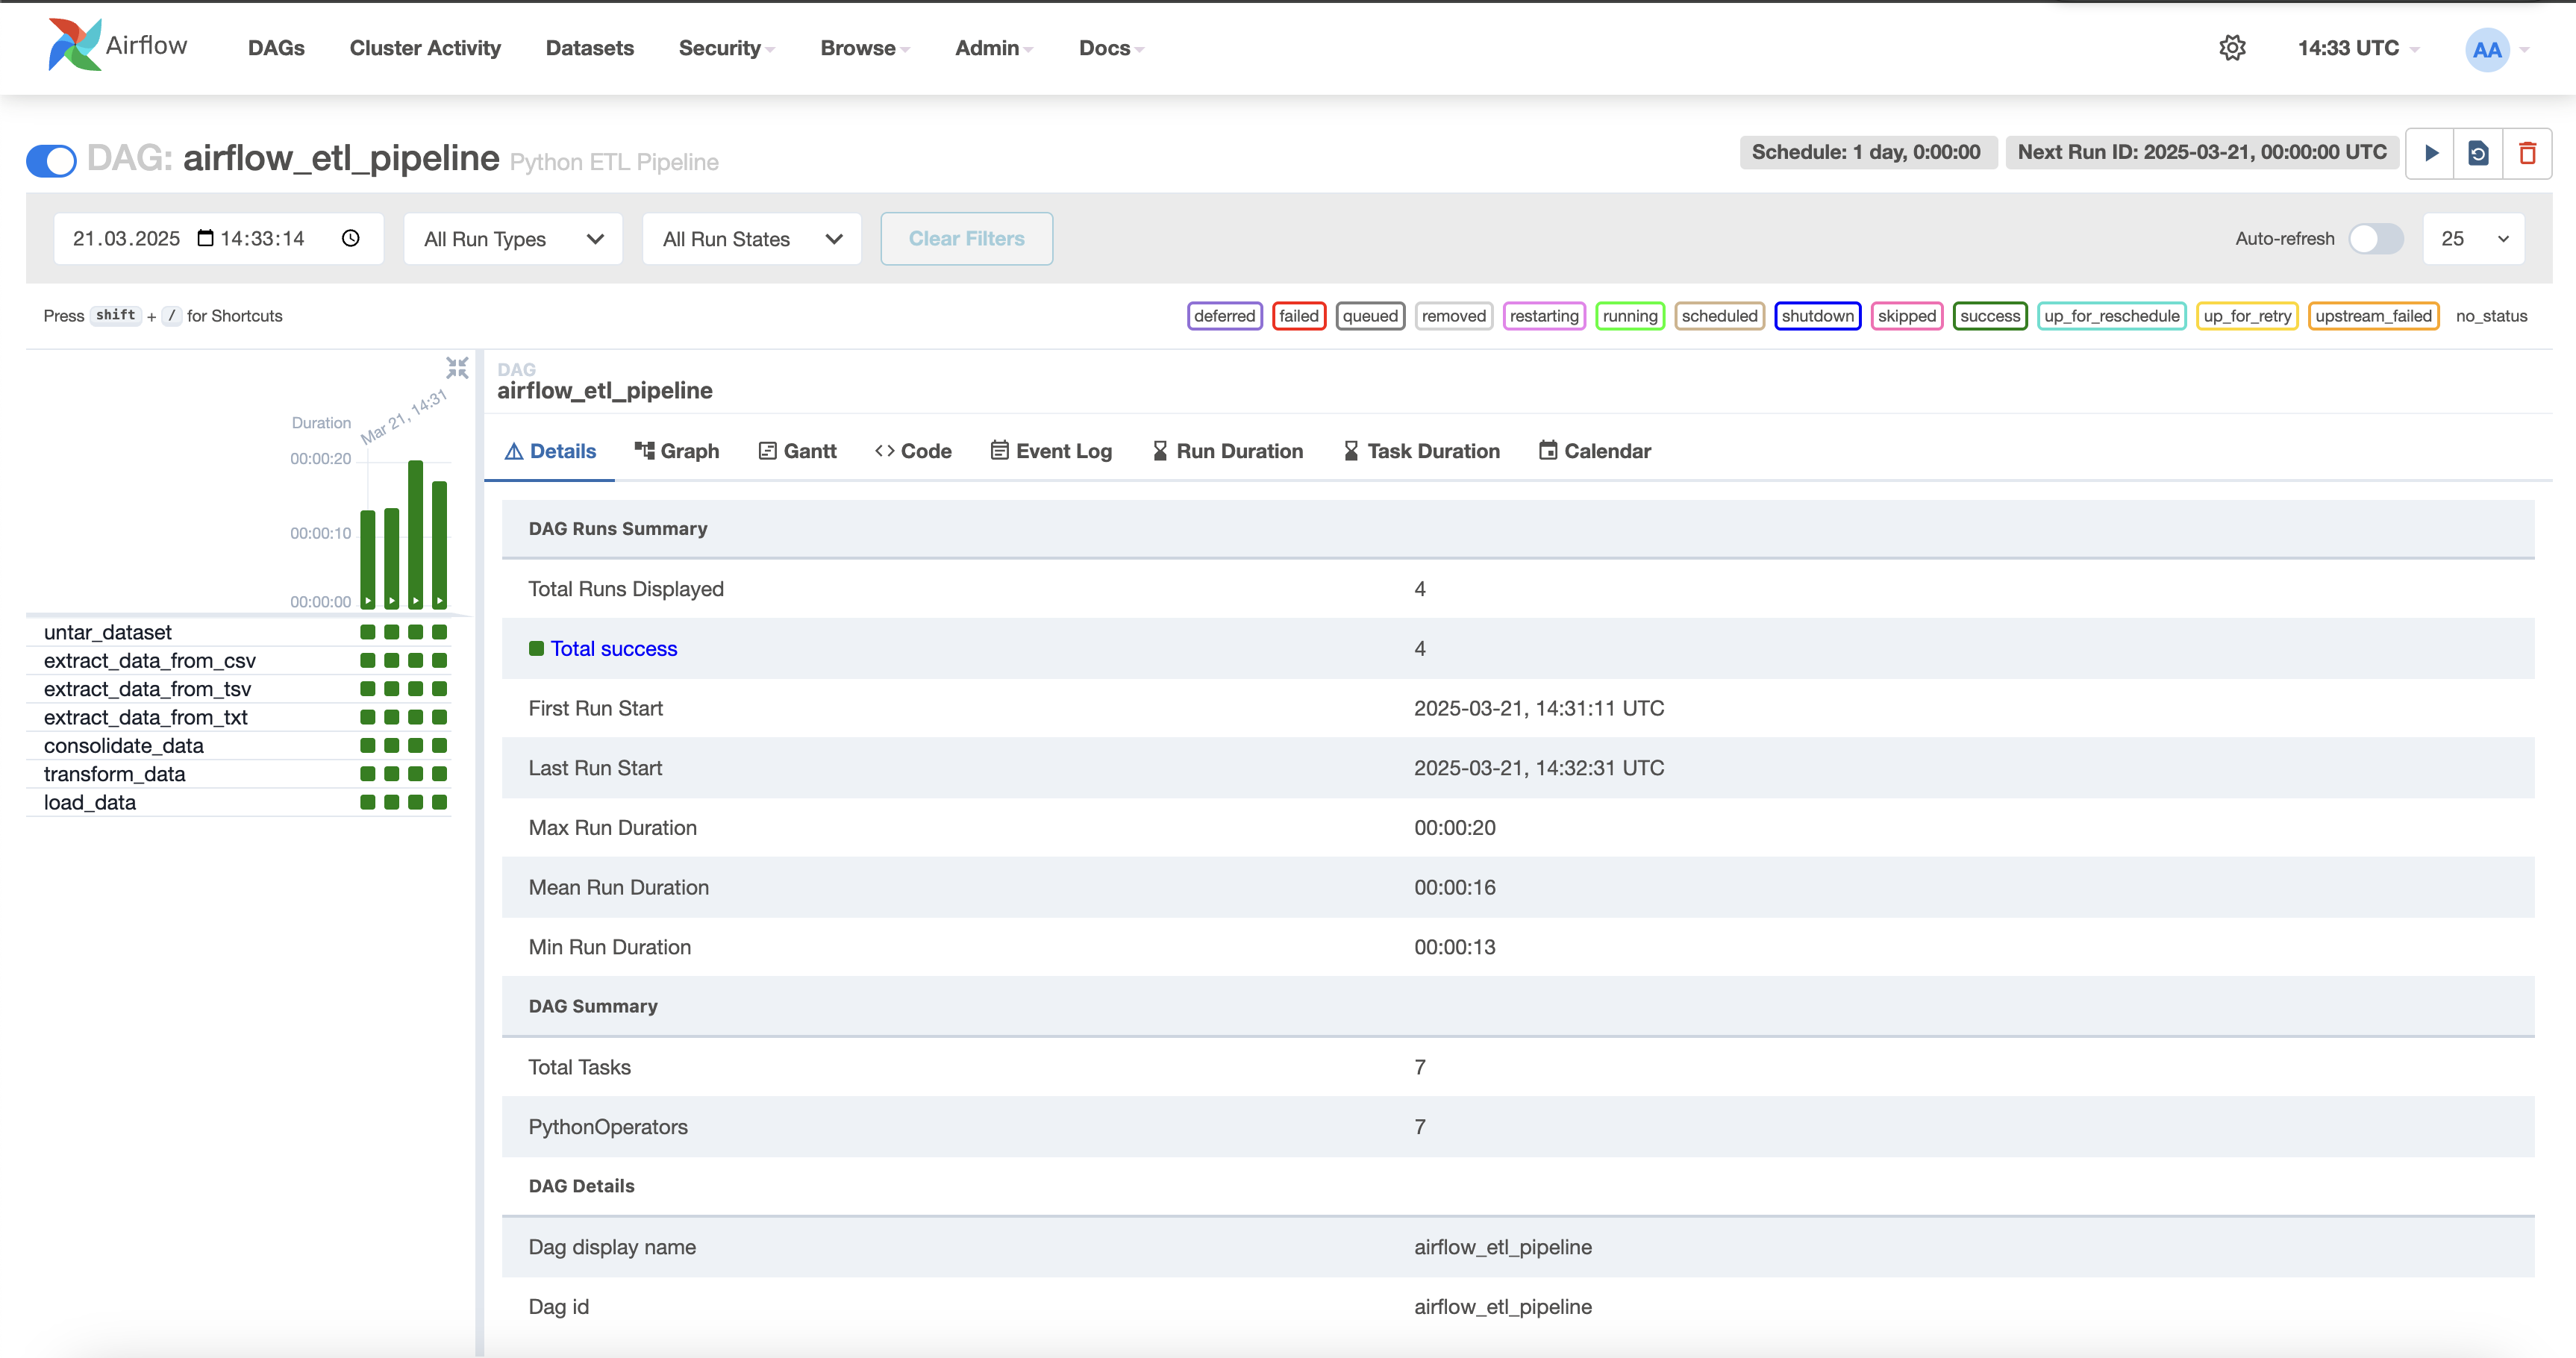 Airflow DAGs Cluster Activity Datasets Security Browse Admin Docs 14:33 UTC AA
DAG: airflow_etl_pipeline Python ETL Pipeline Schedule: 1 day, 0:00:00 Next Run ID: 2025-03-21, 00:00:00 UTC
21.03.2025 14:33:14 All Run Types All Run States Clear Filters Auto-refresh 25
Press shift + / for Shortcuts deferred failed queued removed restarting running scheduled shutdown skipped success up_for_reschedule up_for_retry upstream_failed no_status
Duration
Mar 21, 14:31
00:00:20
00:00:10
00:00:00
untar_dataset
extract_data_from_csv
extract_data_from_tsv
extract_data_from_txt
consolidate_data
transform_data
load_data
DAG
airflow_etl_pipeline
Details Graph Gantt Code Event Log Run Duration Task Duration Calendar
DAG Runs Summary
Total Runs Displayed 4
Total success 4
First Run Start 2025-03-21, 14:31:11 UTC
Last Run Start 2025-03-21, 14:32:31 UTC
Max Run Duration 00:00:20
Mean Run Duration 00:00:16
Min Run Duration 00:00:13
DAG Summary
Total Tasks 7
PythonOperators 7
DAG Details
Dag display name airflow_etl_pipeline
Dag id airflow_etl_pipeline